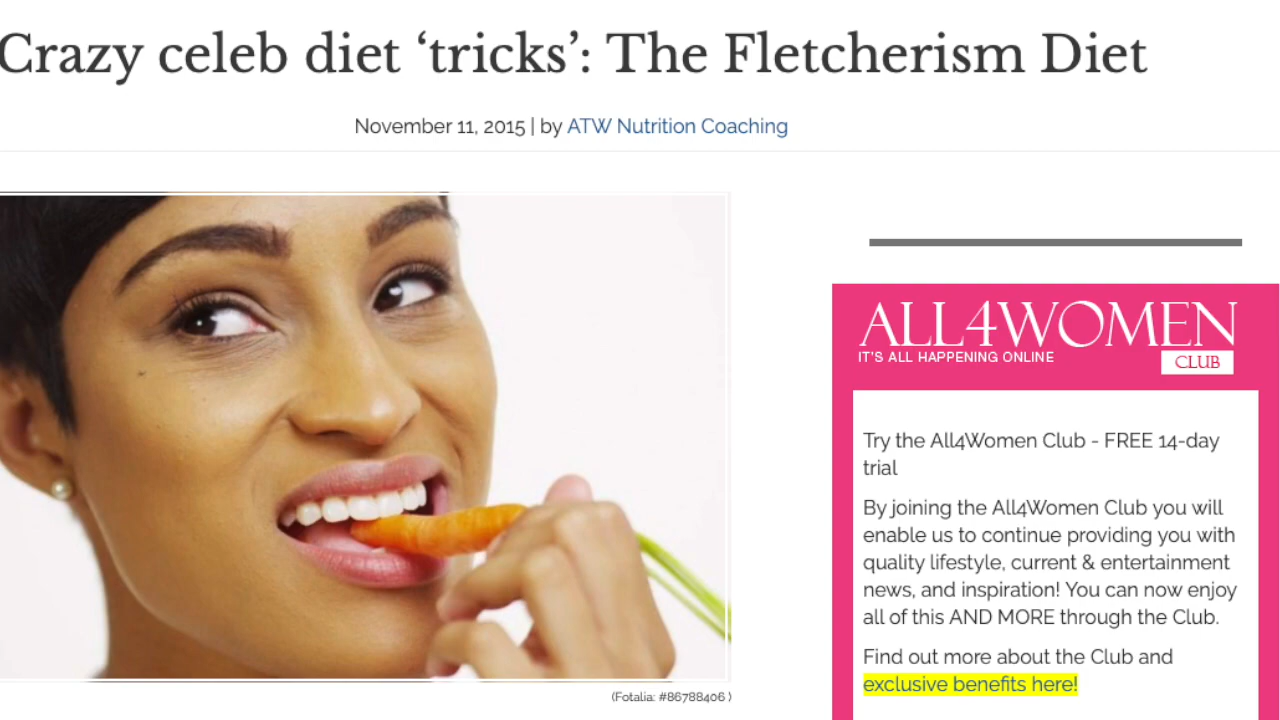 Crazy celeb diet ‘tricks’: The Fletcherism Diet
November 11, 2015 | by ATW Nutrition Coaching
ALL4WOMEN
IT'S ALL HAPPENING ONLINE
CLUB
Try the All4Women Club - FREE 14-day
trial
By joining the All4Women Club you will
enable us to continue providing you with
quality lifestyle, current & entertainment
news, and inspiration! You can now enjoy
all of this AND MORE through the Club.
Find out more about the Club and
exclusive benefits here!
(Fotalia: #86788406 )